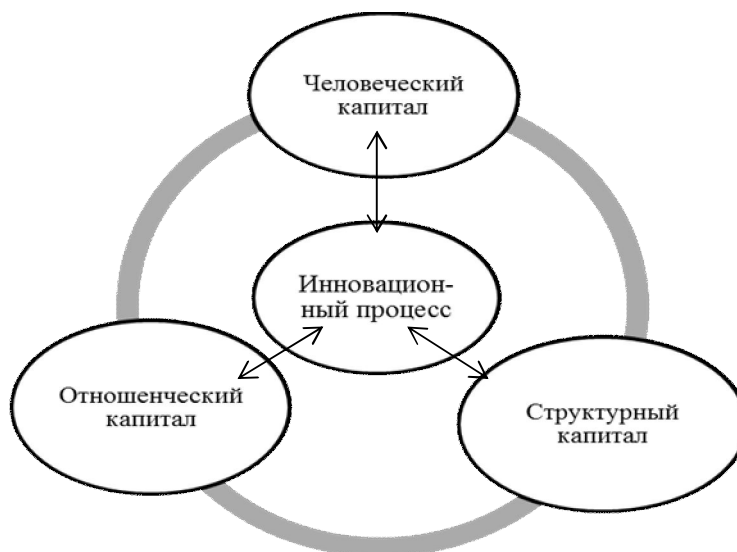 Человеческий
капитал
Инновацион-
ный процесс
Отношенческий
капитал
Структурный
капитал